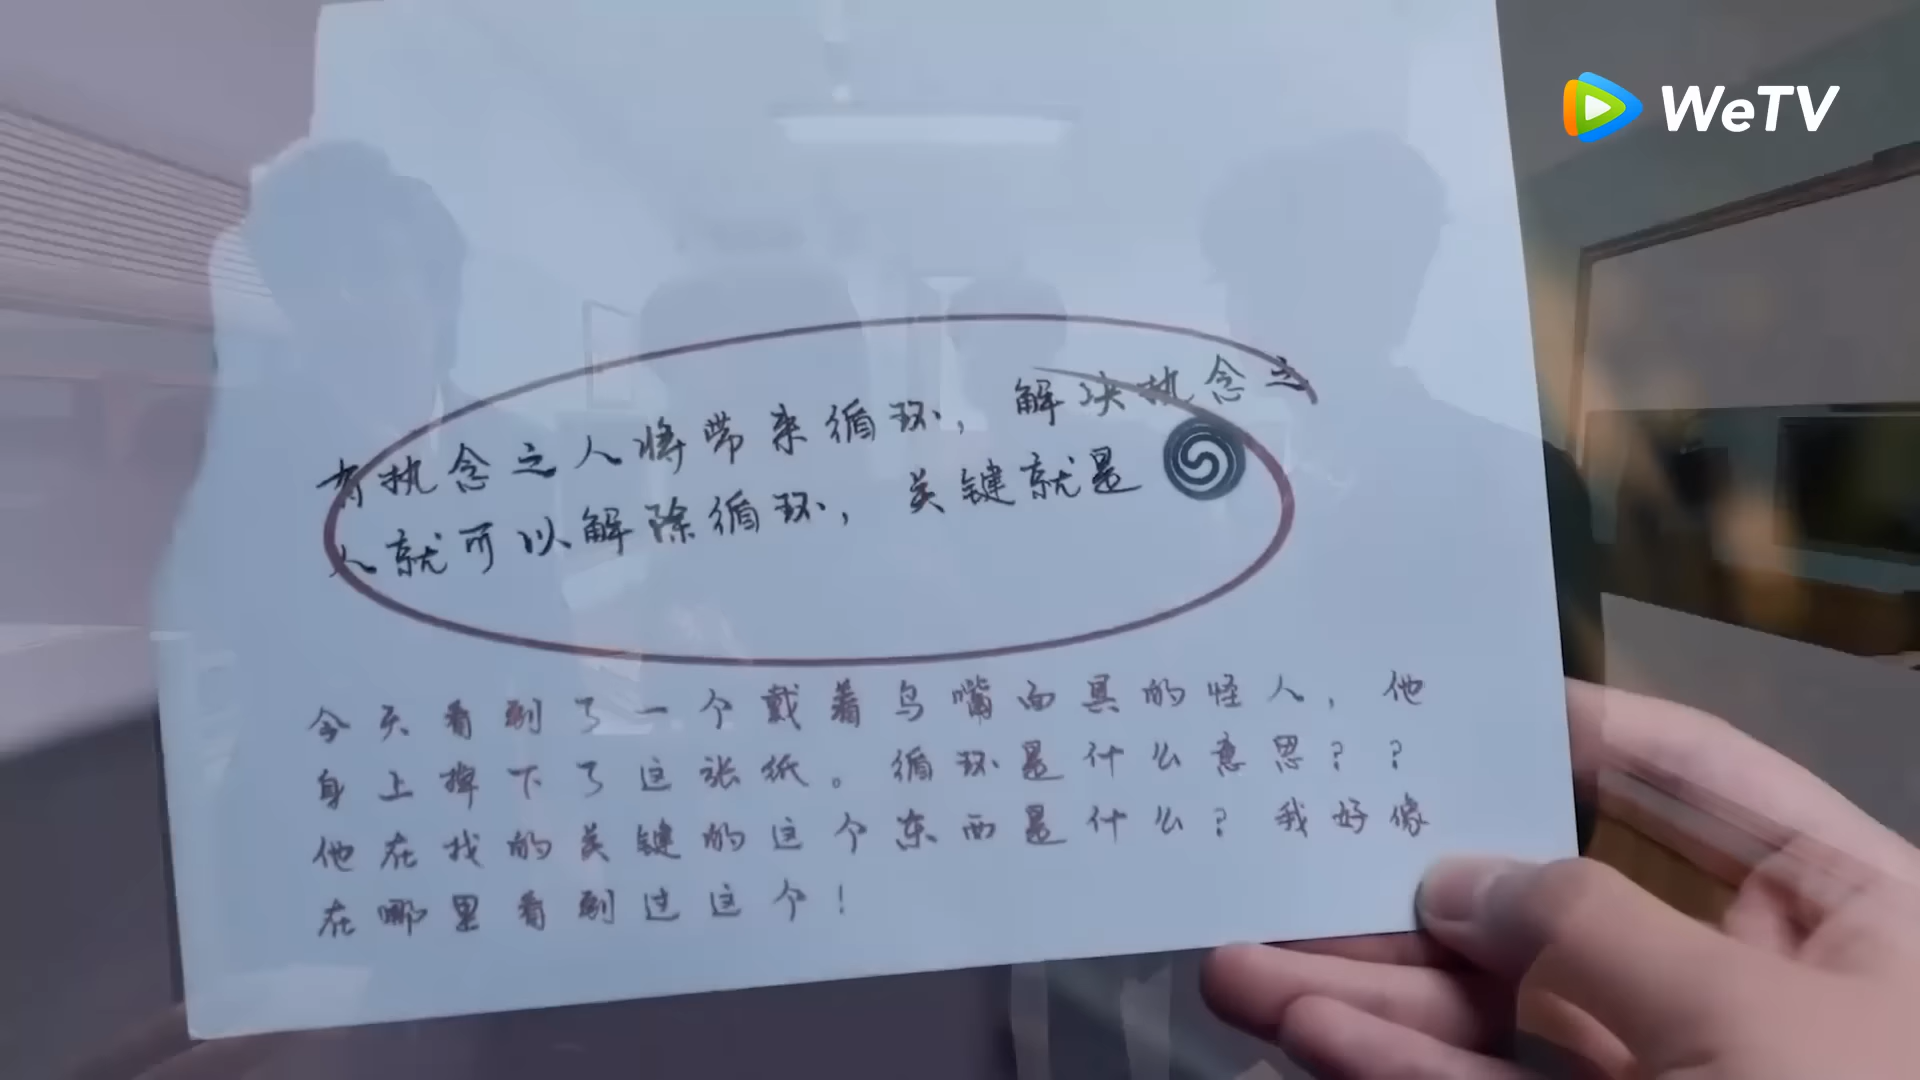 WeTV
有执念之人将带来循环，解决执念之
人就可以解除循环，关键就是
今天看到了一个戴着鸟嘴面具的怪人，他
身上掉下了这张纸。循环是什么意思？？
他在找的关键的这个东西是什么？我好像
在哪里看到过这个！